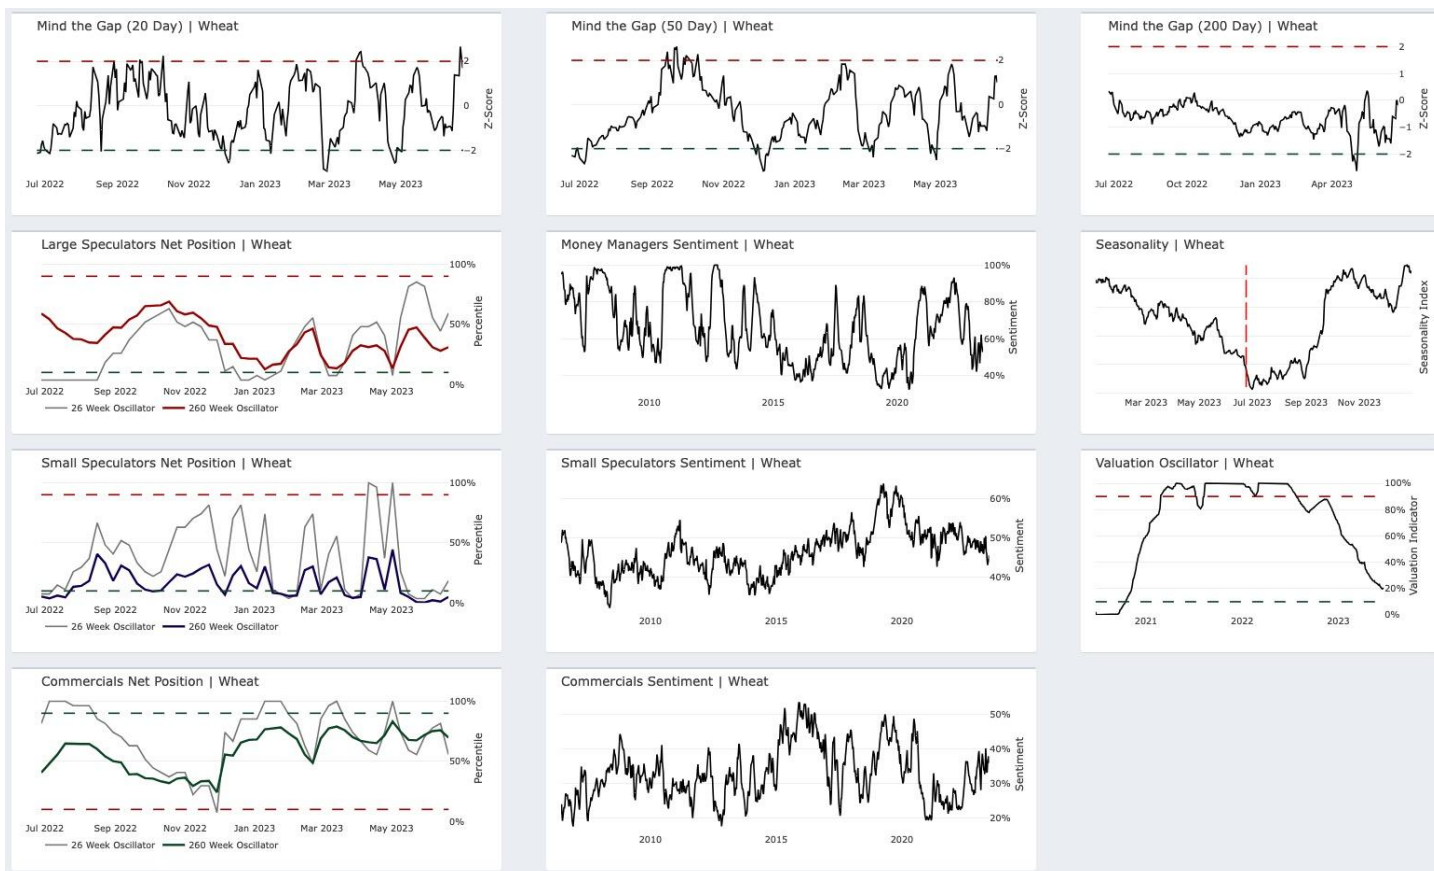 Mind the Gap (20 Day) | Wheat
2
0
−2
Z-Score
Jul 2022 Sep 2022 Nov 2022 Jan 2023 Mar 2023 May 2023
Mind the Gap (50 Day) | Wheat
2
0
−2
Z-Score
Jul 2022 Sep 2022 Nov 2022 Jan 2023 Mar 2023 May 2023
Mind the Gap (200 Day) | Wheat
2
1
0
−1
−2
Z-Score
Jul 2022 Oct 2022 Jan 2023 Apr 2023
Large Speculators Net Position | Wheat
100%
50%
0%
Percentile
Jul 2022 Sep 2022 Nov 2022 Jan 2023 Mar 2023 May 2023
26 Week Oscillator 260 Week Oscillator
Money Managers Sentiment | Wheat
100%
80%
60%
40%
Sentiment
2010 2015 2020
Seasonality | Wheat
Seasonality Index
Mar 2023 May 2023 Jul 2023 Sep 2023 Nov 2023
Small Speculators Net Position | Wheat
100%
50%
0%
Percentile
Jul 2022 Sep 2022 Nov 2022 Jan 2023 Mar 2023 May 2023
26 Week Oscillator 260 Week Oscillator
Small Speculators Sentiment | Wheat
60%
50%
40%
Sentiment
2010 2015 2020
Valuation Oscillator | Wheat
100%
80%
60%
40%
20%
0%
Valuation Indicator
2021 2022 2023
Commercials Net Position | Wheat
100%
50%
0%
Percentile
Jul 2022 Sep 2022 Nov 2022 Jan 2023 Mar 2023 May 2023
26 Week Oscillator 260 Week Oscillator
Commercials Sentiment | Wheat
50%
40%
30%
20%
Sentiment
2010 2015 2020